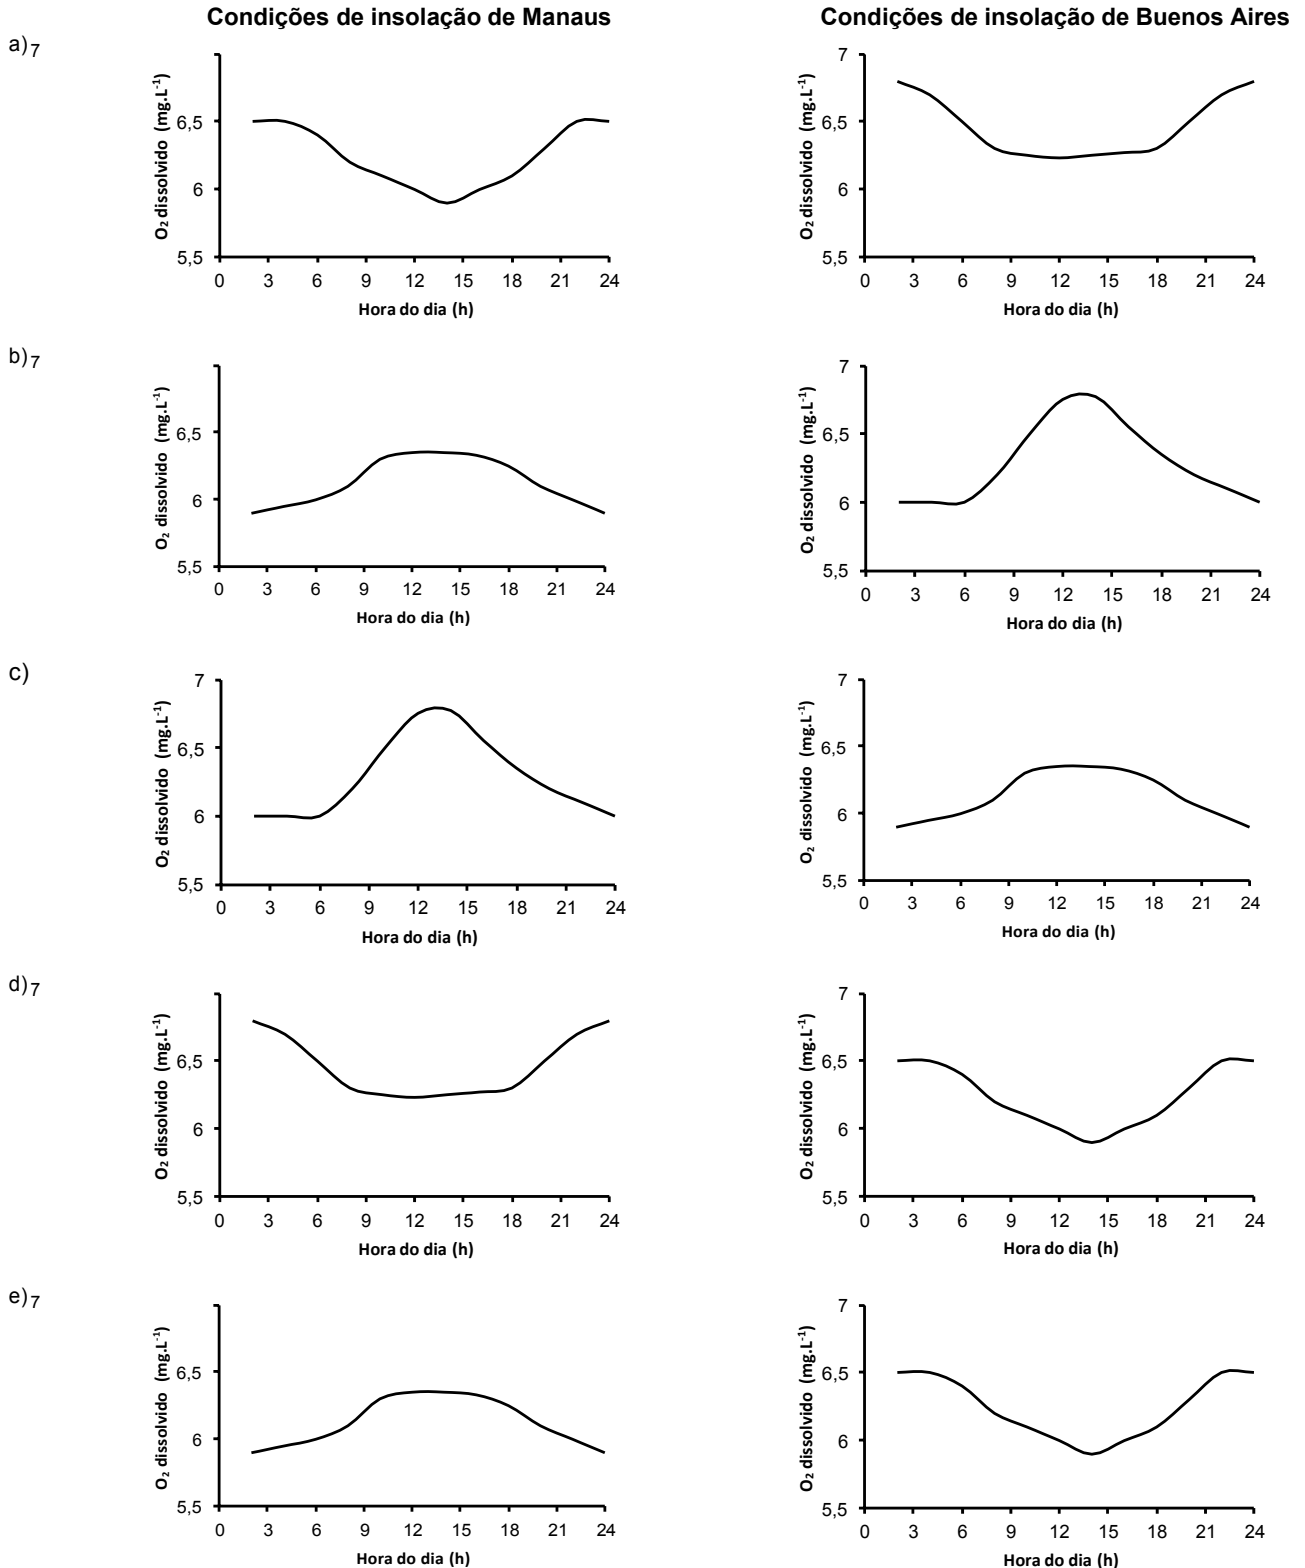 Condições de insolação de Manaus
Condições de insolação de Buenos Aires
a) 7
O₂ dissolvido (mg.L⁻¹)
6,5
6
5,5
0 3 6 9 12 15 18 21 24
Hora do dia (h)
7
O₂ dissolvido (mg.L⁻¹)
6,5
6
5,5
0 3 6 9 12 15 18 21 24
Hora do dia (h)
b) 7
O₂ dissolvido (mg.L⁻¹)
6,5
6
5,5
0 3 6 9 12 15 18 21 24
Hora do dia (h)
7
O₂ dissolvido (mg.L⁻¹)
6,5
6
5,5
0 3 6 9 12 15 18 21 24
Hora do dia (h)
c)
7
O₂ dissolvido (mg.L⁻¹)
6,5
6
5,5
0 3 6 9 12 15 18 21 24
Hora do dia (h)
7
O₂ dissolvido (mg.L⁻¹)
6,5
6
5,5
0 3 6 9 12 15 18 21 24
Hora do dia (h)
d) 7
O₂ dissolvido (mg.L⁻¹)
6,5
6
5,5
0 3 6 9 12 15 18 21 24
Hora do dia (h)
7
O₂ dissolvido (mg.L⁻¹)
6,5
6
5,5
0 3 6 9 12 15 18 21 24
Hora do dia (h)
e) 7
O₂ dissolvido (mg.L⁻¹)
6,5
6
5,5
0 3 6 9 12 15 18 21 24
Hora do dia (h)
7
O₂ dissolvido (mg.L⁻¹)
6,5
6
5,5
0 3 6 9 12 15 18 21 24
Hora do dia (h)